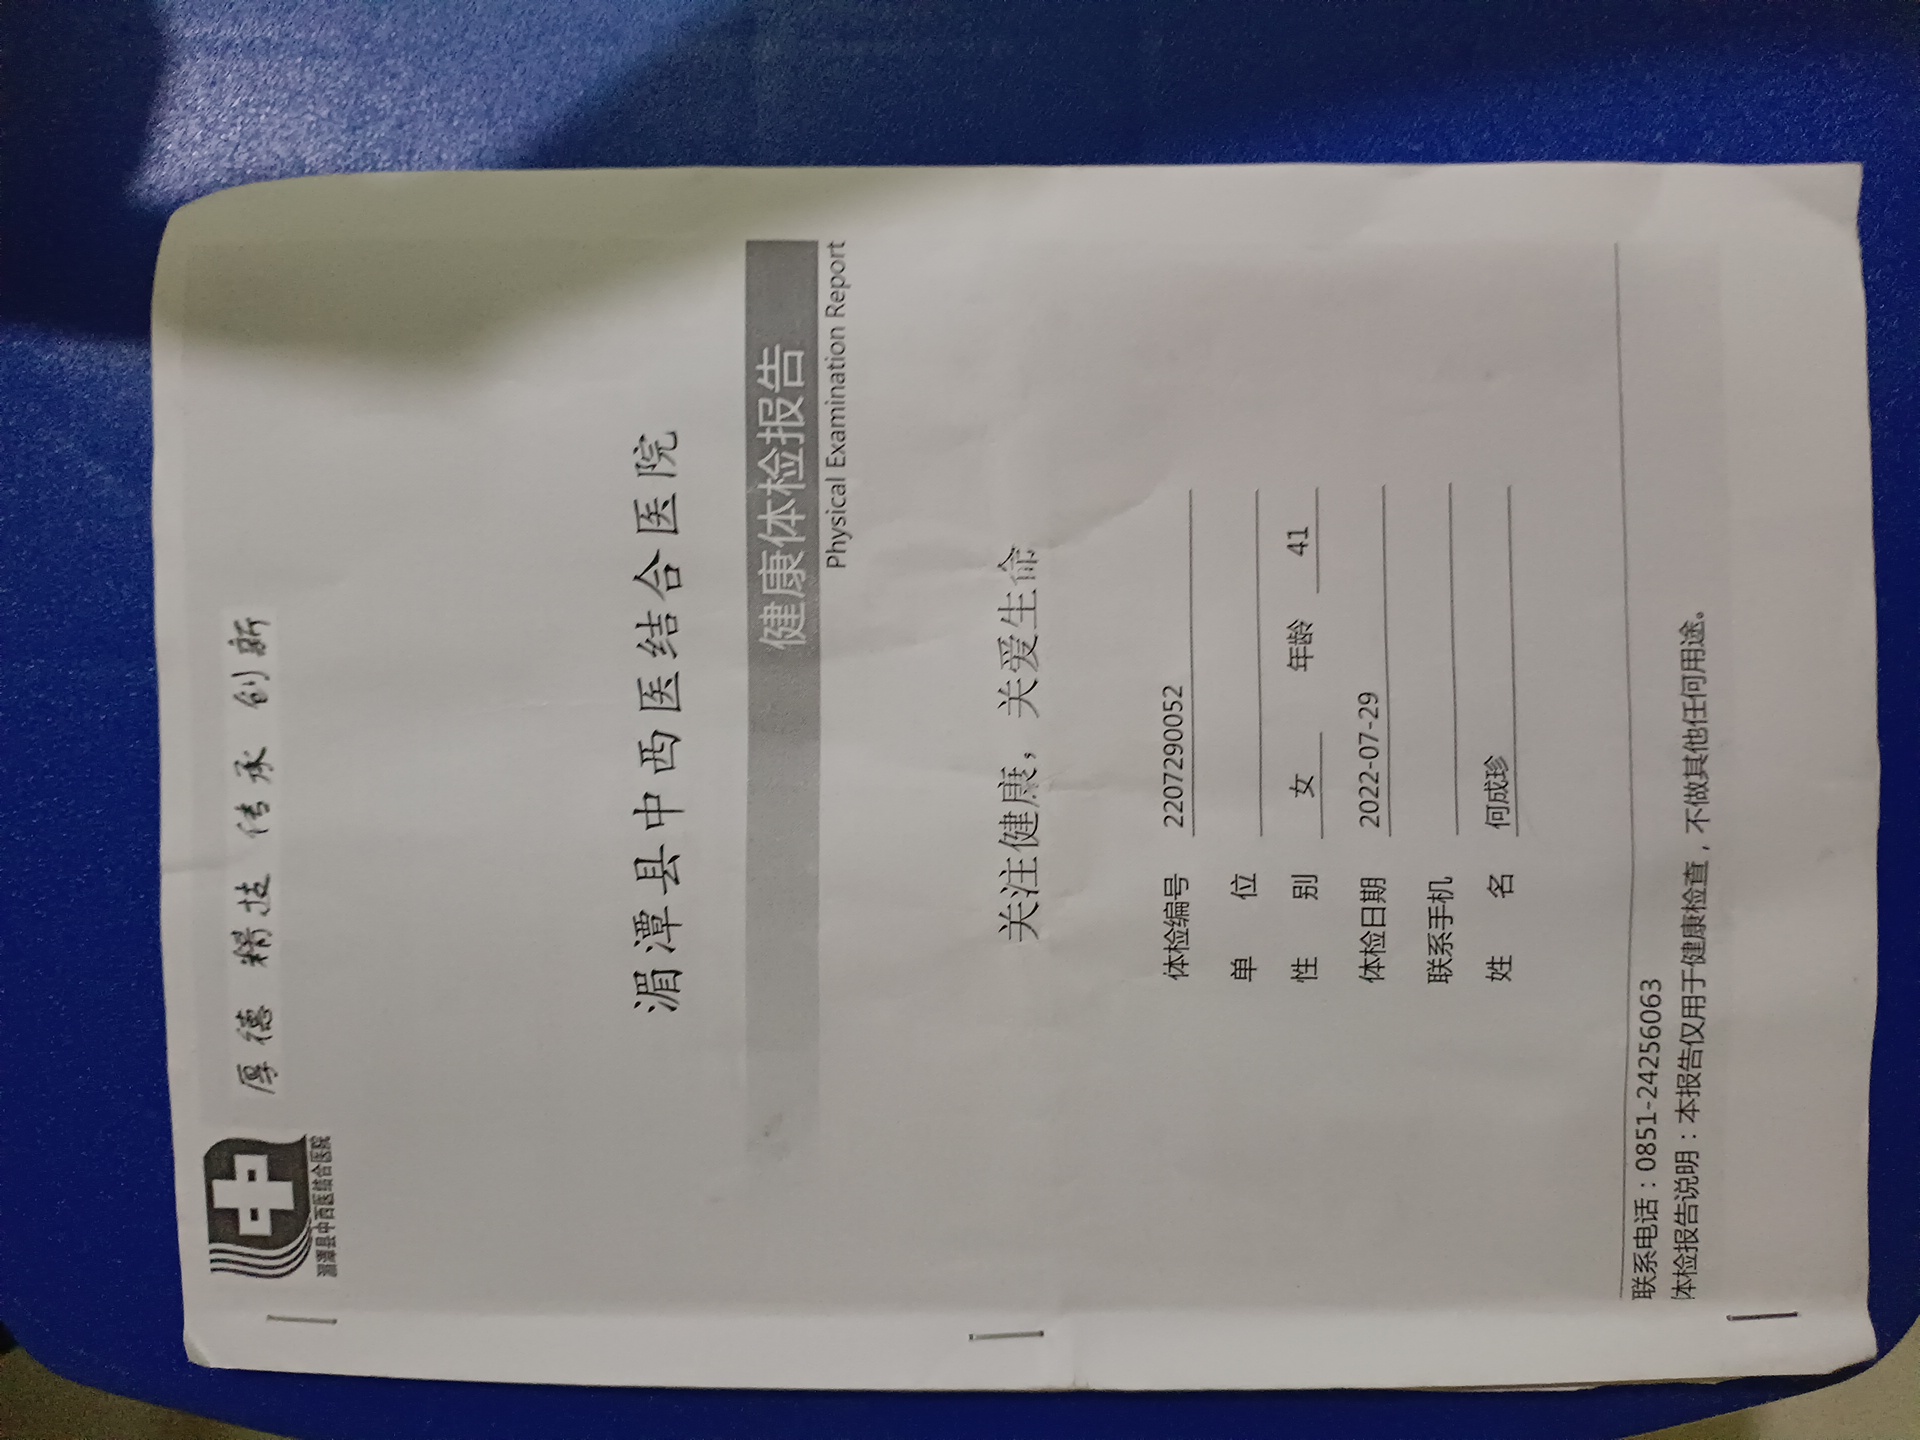 厚德 精技 传承 创新
湄潭县中西医结合医院
湄潭县中西医结合医院
健康体检报告
Physical Examination Report
关注健康，关爱生命
体检编号 2207290052
单 位
性 别 女 年龄 41
体检日期 2022-07-29
联系手机
姓 名 何成珍
联系电话：0851-24256063
体检报告说明：本报告仅用于健康检查，不做其他任何用途。